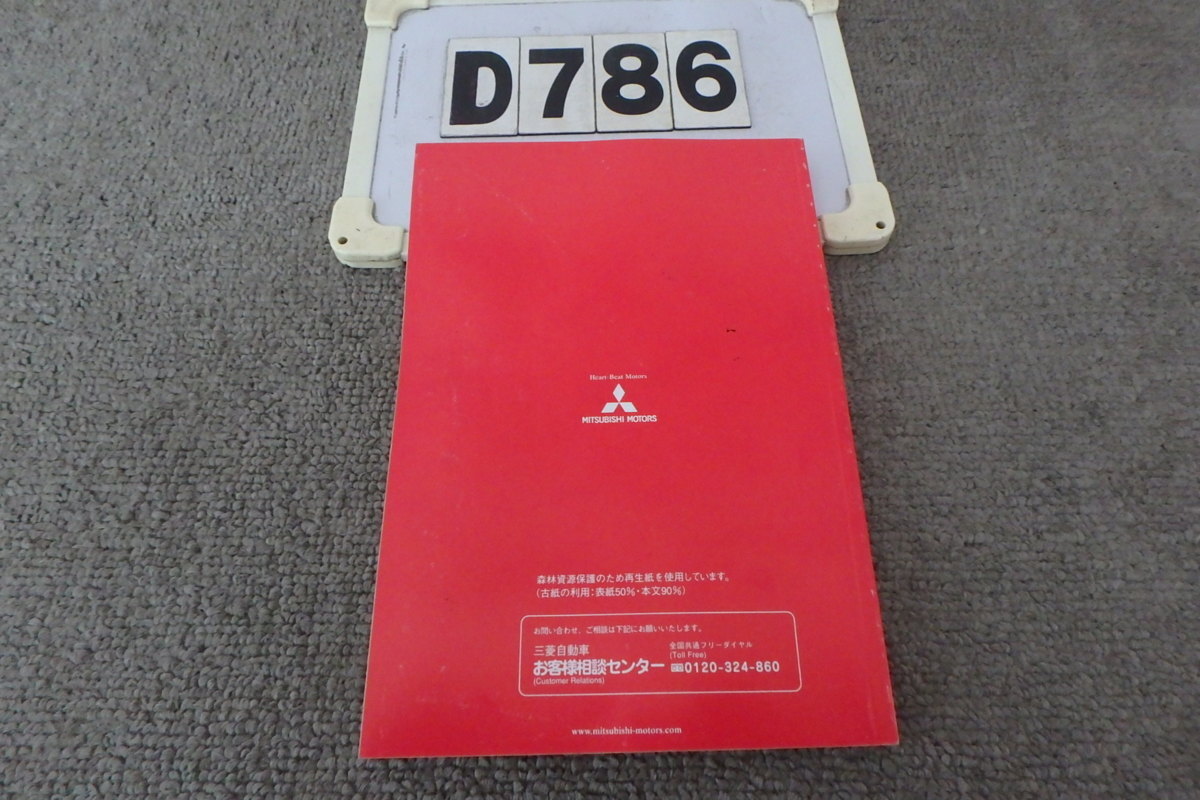 D786
Heart-Beat Motors
MITSUBISHI MOTORS
森林資源保護のため再生紙を使用しています。
(古紙の利用:表紙50%・本文90%)
お問い合わせ、ご相談は下記にお願いいたします。
三菱自動車
お客様相談センター
(Customer Relations)
全国共通フリーダイヤル
(Toll Free)
0120-324-860
www.mitsubishi-motors.com